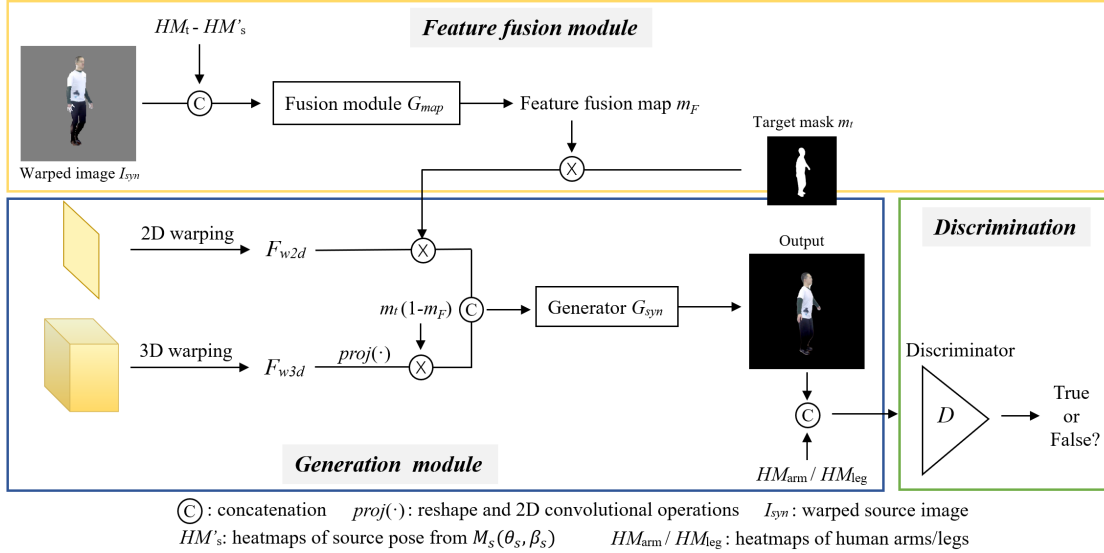 HMt - HM's
Feature fusion module
C
Fusion module Gmap
Feature fusion map mF
Target mask mt
Warped image Isyn
X
2D warping
Fw2d
X
Output
Discrimination
mt(1-mF)
C
Generator Gsyn
3D warping
Fw3d
proj(·)
X
Discriminator
C
D
True
or
False?
Generation module
HMarm / HMleg
C : concatenation proj(·): reshape and 2D convolutional operations Isyn: warped source image
HM's: heatmaps of source pose from Ms(θs, βs) HMarm / HMleg: heatmaps of human arms/legs